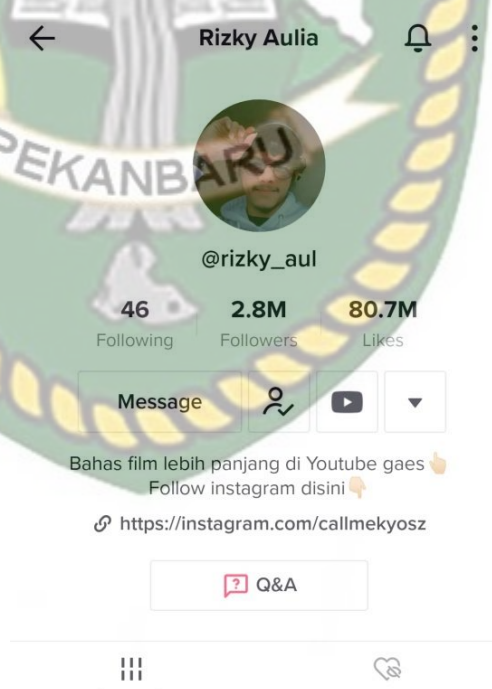 Rizky Aulia
PEKANBARU
@rizky_aul
46 2.8M 80.7M
Following Followers Likes
Message
Bahas film lebih panjang di Youtube gaes👆🏻
Follow instagram disini👇🏻
https://instagram.com/callmekyosz
Q&A